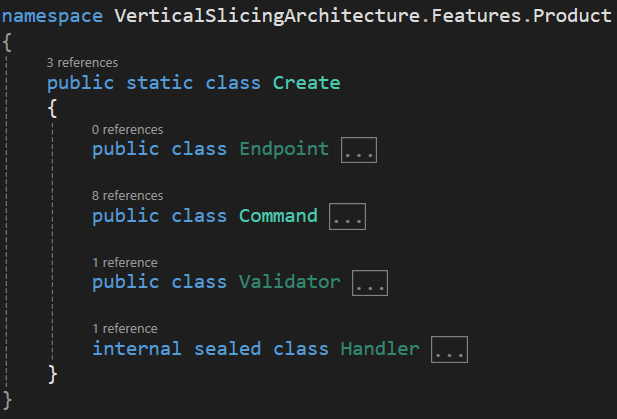 namespace VerticalSlicingArchitecture.Features.Product
{
3 references
public static class Create
{
0 references
public class Endpoint ...
8 references
public class Command ...
1 reference
public class Validator ...
1 reference
internal sealed class Handler ...
}
}